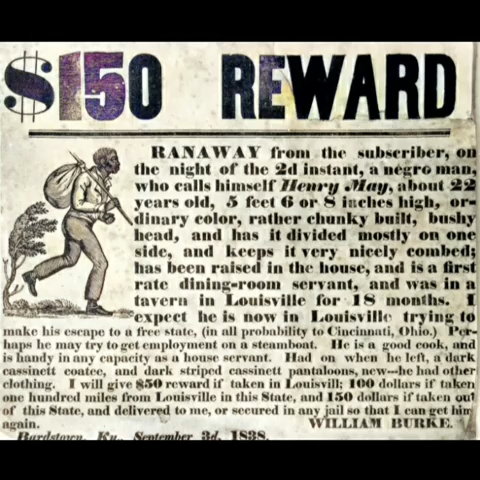 $150 REWARD
RANAWAY from the subscriber, on
the night of the 2d instant, a negro man,
who calls himself Henry May, about 22
years old, 5 feet 6 or 8 inches high, or-
dinary color, rather chunky built, bushy
head, and has it divided mostly on one
side, and keeps it very nicely combed;
has been raised in the house, and is a first
rate dining-room servant, and was in a
tavern in Louisville for 18 months. I
expect he is now in Louisville trying to
make his escape to a free state, (in all probability to Cincinnati, Ohio.) Per-
haps he may try to get employment on a steamboat. He is a good cook, and
is handy in any capacity as a house servant. Had on when he left, a dark
cassinett coatee, and dark striped cassinett pantaloons, new—he had other
clothing. I will give $50 reward if taken in Louisvill; 100 dollars if taken
one hundred miles from Louisville in this State, and 150 dollars if taken out
of this State, and delivered to me, or secured in any jail so that I can get him
again. WILLIAM BURKE.
Bardstown, Ky., September 3d, 1838.